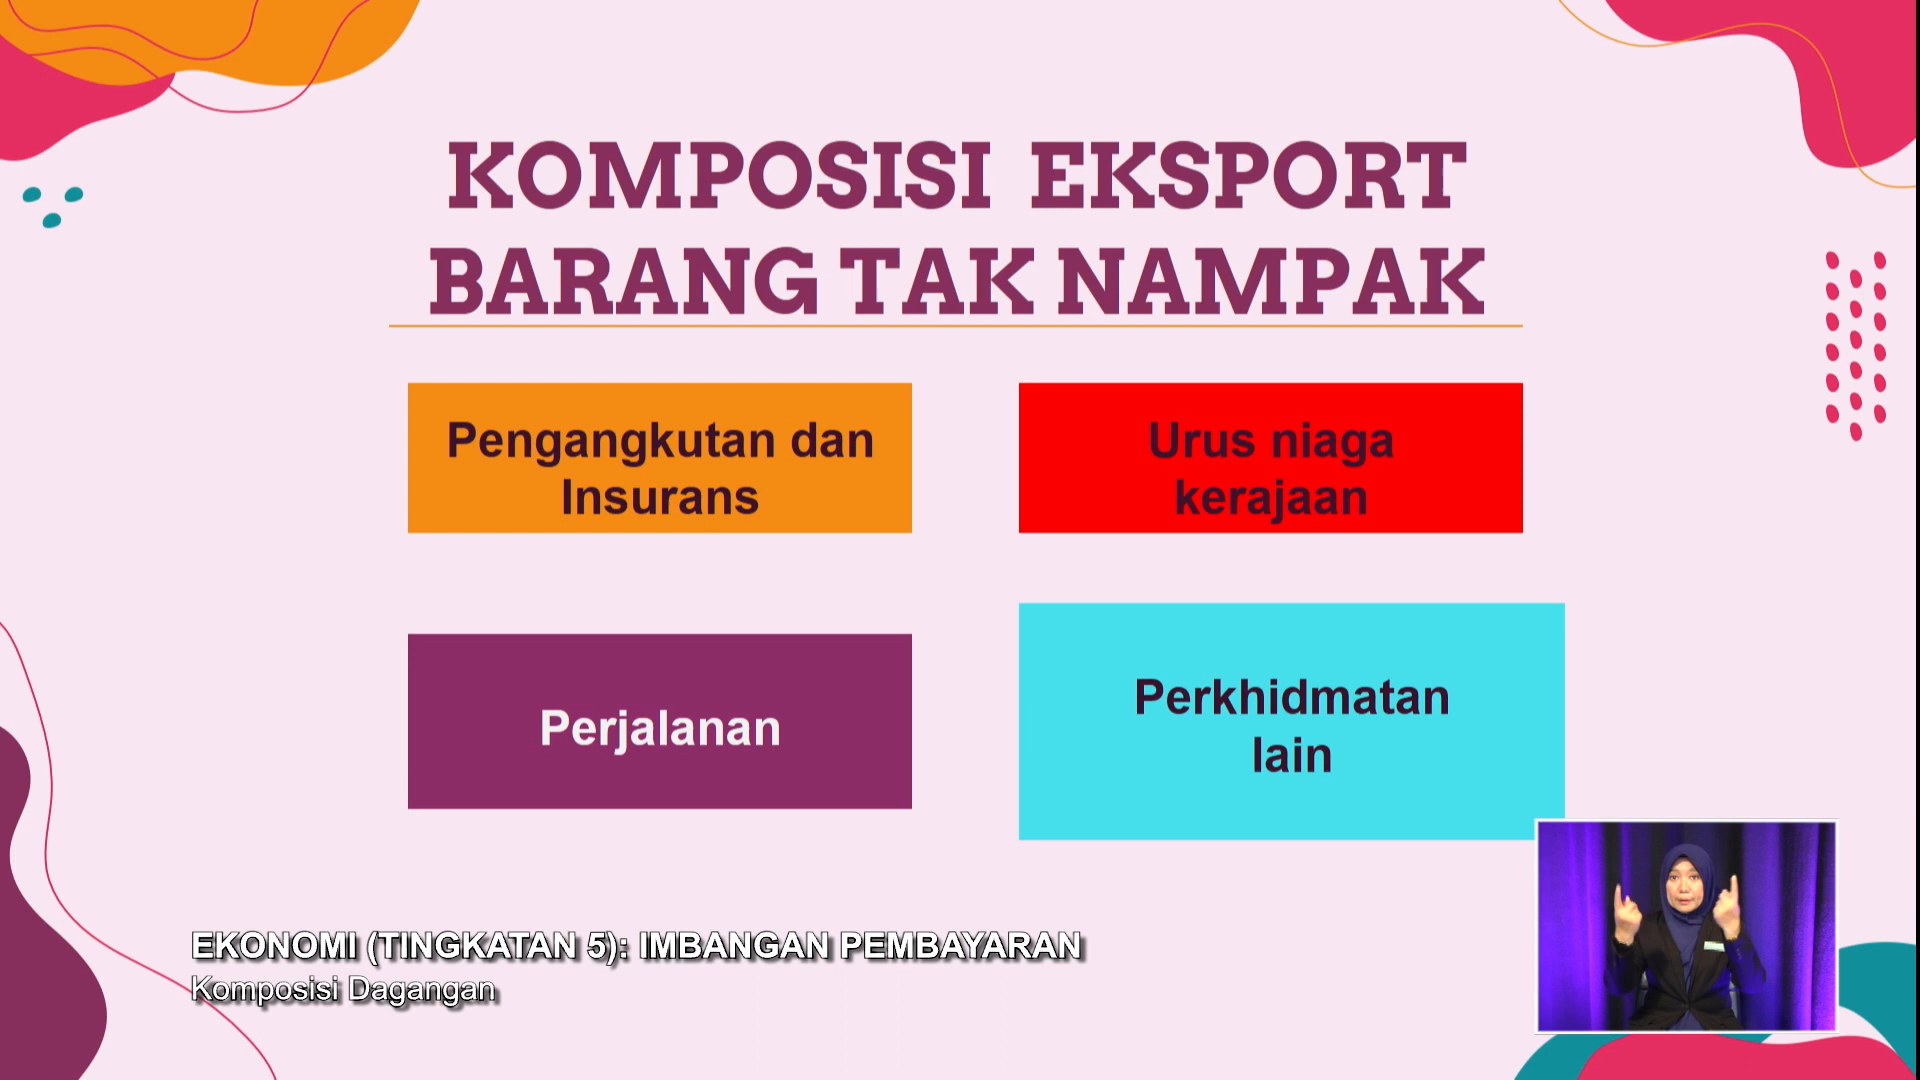 KOMPOSISI EKSPORT
BARANG TAK NAMPAK
Pengangkutan dan
Insurans
Urus niaga
kerajaan
Perjalanan
Perkhidmatan
lain
EKONOMI (TINGKATAN 5): IMBANGAN PEMBAYARAN
Komposisi Dagangan